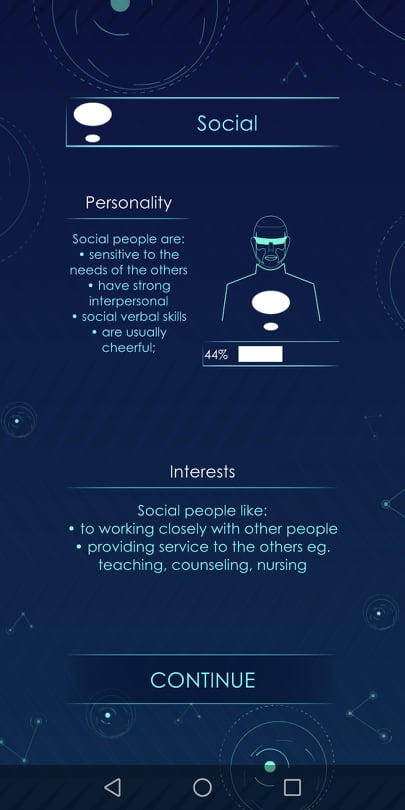 Social
Personality
Social people are:
• sensitive to the
needs of the others
• have strong
interpersonal
• social verbal skills
• are usually
cheerful;
44%
Interests
Social people like:
• to working closely with other people
• providing service to the others eg.
teaching, counseling, nursing
CONTINUE